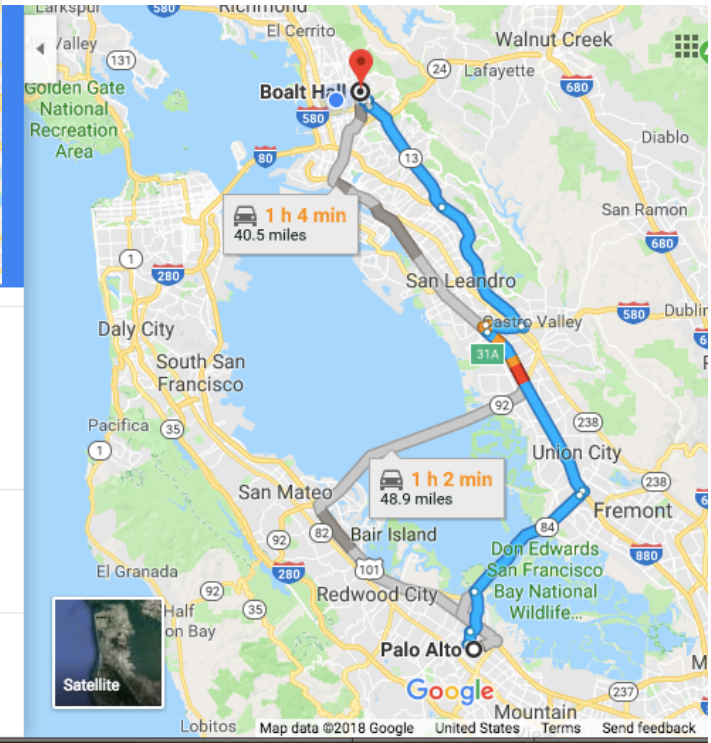 Larkspur
580
Richmond
El Cerrito
Walnut Creek
Valley
131
24
Lafayette
680
Golden Gate
National
Recreation
Area
Boalt Hall
580
Diablo
80
13
San Ramon
1 h 4 min
40.5 miles
680
1
280
San Leandro
Castro Valley
580
Dublin
Daly City
31A
South San
Francisco
92
238
Pacifica
35
1
Union City
1 h 2 min
48.9 miles
238
San Mateo
Fremont
82
Bair Island
84
92
Don Edwards
San Francisco
Bay National
Wildlife...
880
El Granada
280
101
92
Redwood City
Half
on Bay
35
Palo Alto
Satellite
Google
237
Mountain
Lobitos
Map data ©2018 Google
United States
Terms
Send feedback